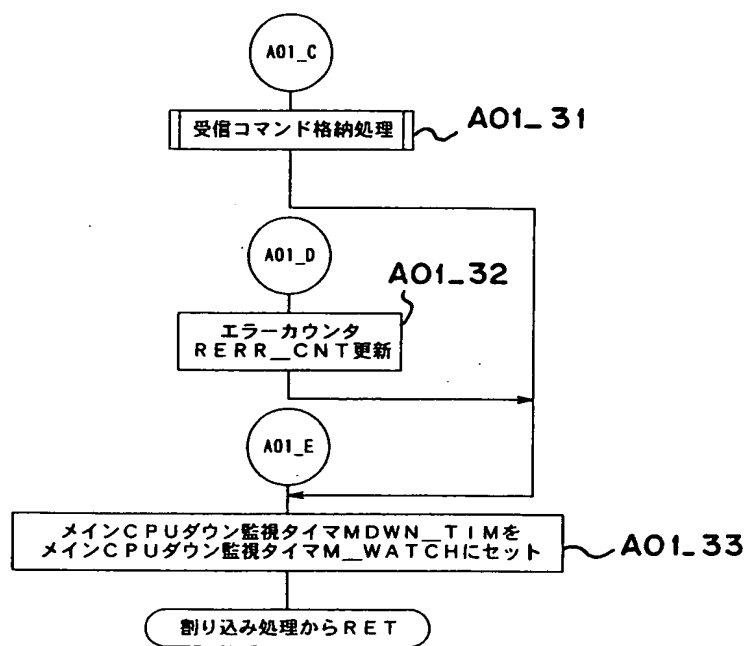 A01_C
受信コマンド格納処理
A01_31
A01_D
A01_32
エラーカウンタ
RERR__CNT更新
A01_E
メインCPUダウン監視タイマMDWN__TIMを
メインCPUダウン監視タイマM__WATCHにセット
A01_33
割り込み処理からRET